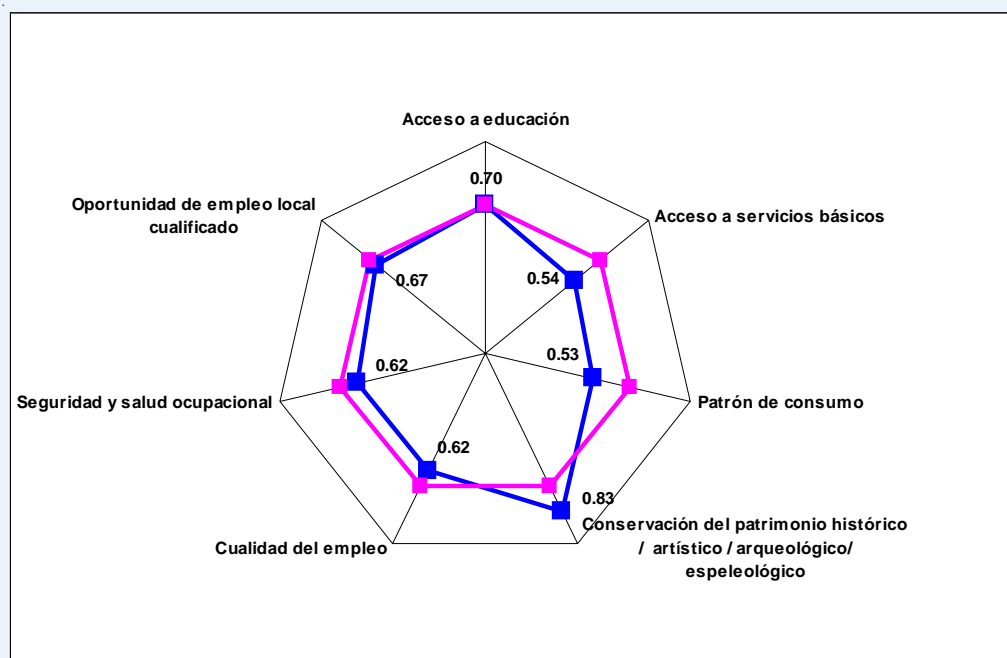 Acceso a educación
0.70
Oportunidad de empleo local
cualificado
Acceso a servicios básicos
0.67
0.54
0.62
0.53
Seguridad y salud ocupacional
Patrón de consumo
0.62
0.83
Cualidad del empleo
Conservación del patrimonio histórico
/ artístico / arqueológico/
espeleológico